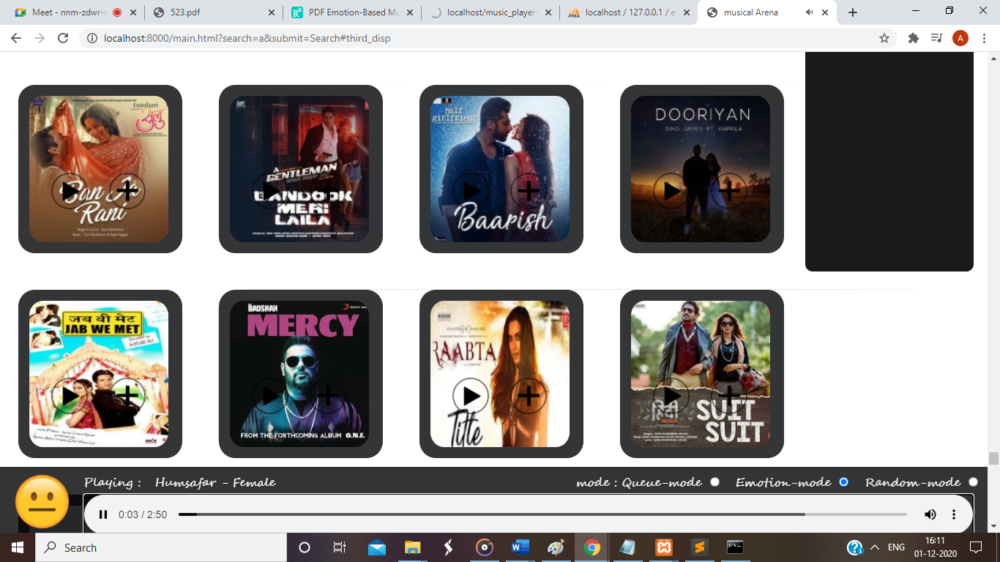 Meet - nnm-zdwr-x
523.pdf
PDF Emotion-Based Mu
localhost/music_player-
localhost / 127.0.0.1 / e
musical Arena
localhost:8000/main.html?search=a&submit=Search#third_disp
A
tumhari
सुलु
Ban Ja
Rani
A
GENTLEMAN
BANDOOK
MERI
LAILA
half
girlfriend
Baarish
DOORIYAN
DINO JAMES FT KAPRILA
जब वी मेट
JAB WE MET
IMTIAZ ALI
BADSHAH
SONY MUSIC
MERCY
FROM THE FORTHCOMING ALBUM O.N.E.
RAABTA
Title
हिंदी
MEDIUM
SUIT
SUIT
Playing : Humsafar - Female
mode : Queue-mode Emotion-mode Random-mode
0:03 / 2:50
Search
ENG
16:11
01-12-2020